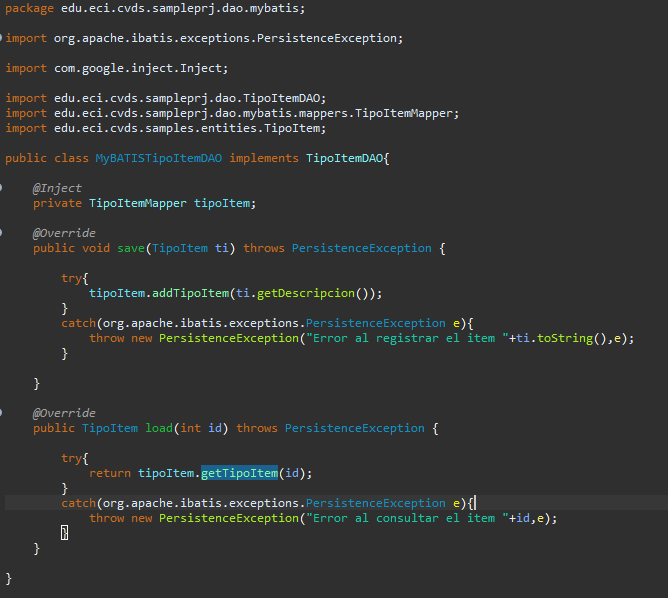 package edu.eci.cvds.sampleprj.dao.mybatis;
import org.apache.ibatis.exceptions.PersistenceException;
import com.google.inject.Inject;
import edu.eci.cvds.sampleprj.dao.TipoItemDAO;
import edu.eci.cvds.sampleprj.dao.mybatis.mappers.TipoItemMapper;
import edu.eci.cvds.samples.entities.TipoItem;
public class MyBATISTipoItemDAO implements TipoItemDAO{
@Inject
private TipoItemMapper tipoItem;
@Override
public void save(TipoItem ti) throws PersistenceException {
try{
tipoItem.addTipoItem(ti.getDescripcion());
}
catch(org.apache.ibatis.exceptions.PersistenceException e){
throw new PersistenceException("Error al registrar el item "+ti.toString(),e);
}
}
@Override
public TipoItem load(int id) throws PersistenceException {
try{
return tipoItem.getTipoItem(id);
}
catch(org.apache.ibatis.exceptions.PersistenceException e){
throw new PersistenceException("Error al consultar el item "+id,e);
}
}
}